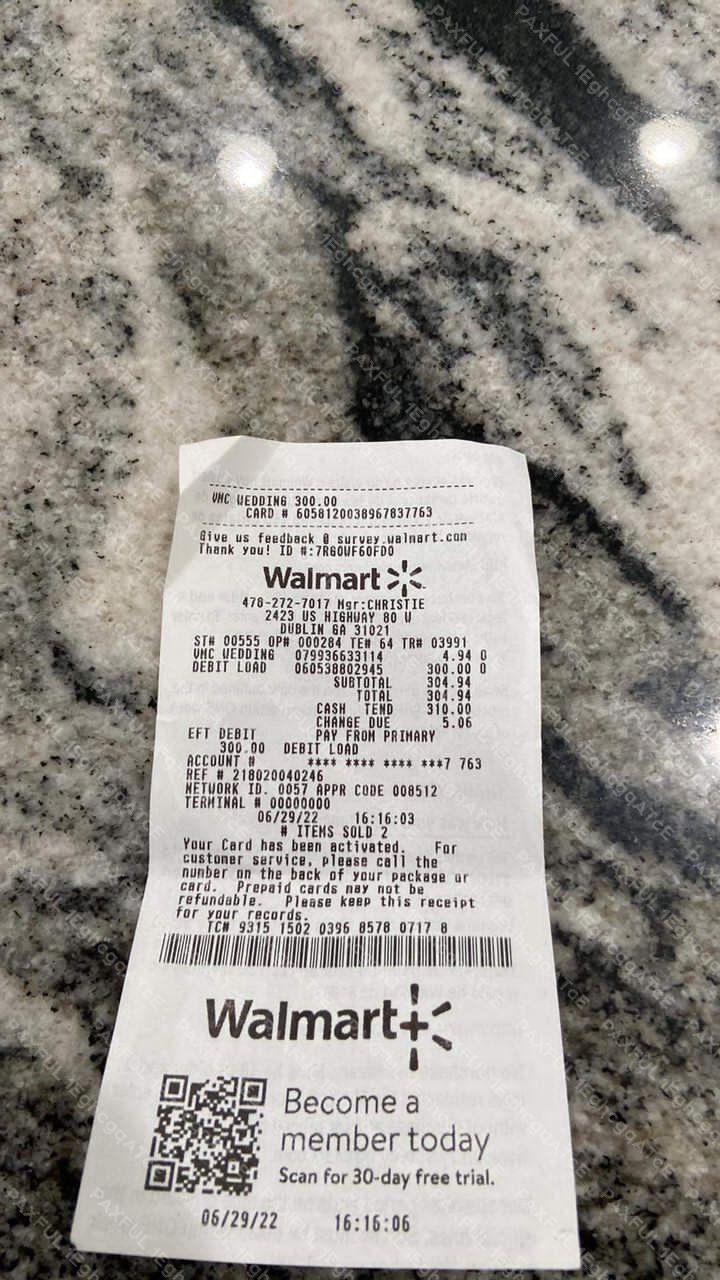 VMC WEDDING 300.00
CARD # 6058120038967837763
Give us feedback @ survey.walmart.com
Thank you! ID #:7RGOWF60FDO
Walmart
478-272-7017 Mgr:CHRISTIE
2423 US HIGHWAY 80 W
DUBLIN GA 31021
ST# 00555 OP# 000284 TE# 64 TR# 03991
VMC WEDDING 079936633114 4.94 O
DEBIT LOAD 060538802945 300.00 O
SUBTOTAL 304.94
TOTAL 304.94
CASH TEND 310.00
CHANGE DUE 5.06
EFT DEBIT PAY FROM PRIMARY
300.00 DEBIT LOAD
ACCOUNT # **** **** **** ***7 763
REF # 218020040246
NETWORK ID. 0057 APPR CODE 008512
TERMINAL # 00000000
06/29/22 16:16:03
# ITEMS SOLD 2
Your Card has been activated. For
customer service, please call the
number on the back of your package or
card. Prepaid cards may not be
refundable. Please keep this receipt
for your records.
TC# 9315 1502 0396 8578 0717 8
Walmart+
Become a
member today
Scan for 30-day free trial.
06/29/22 16:16:06